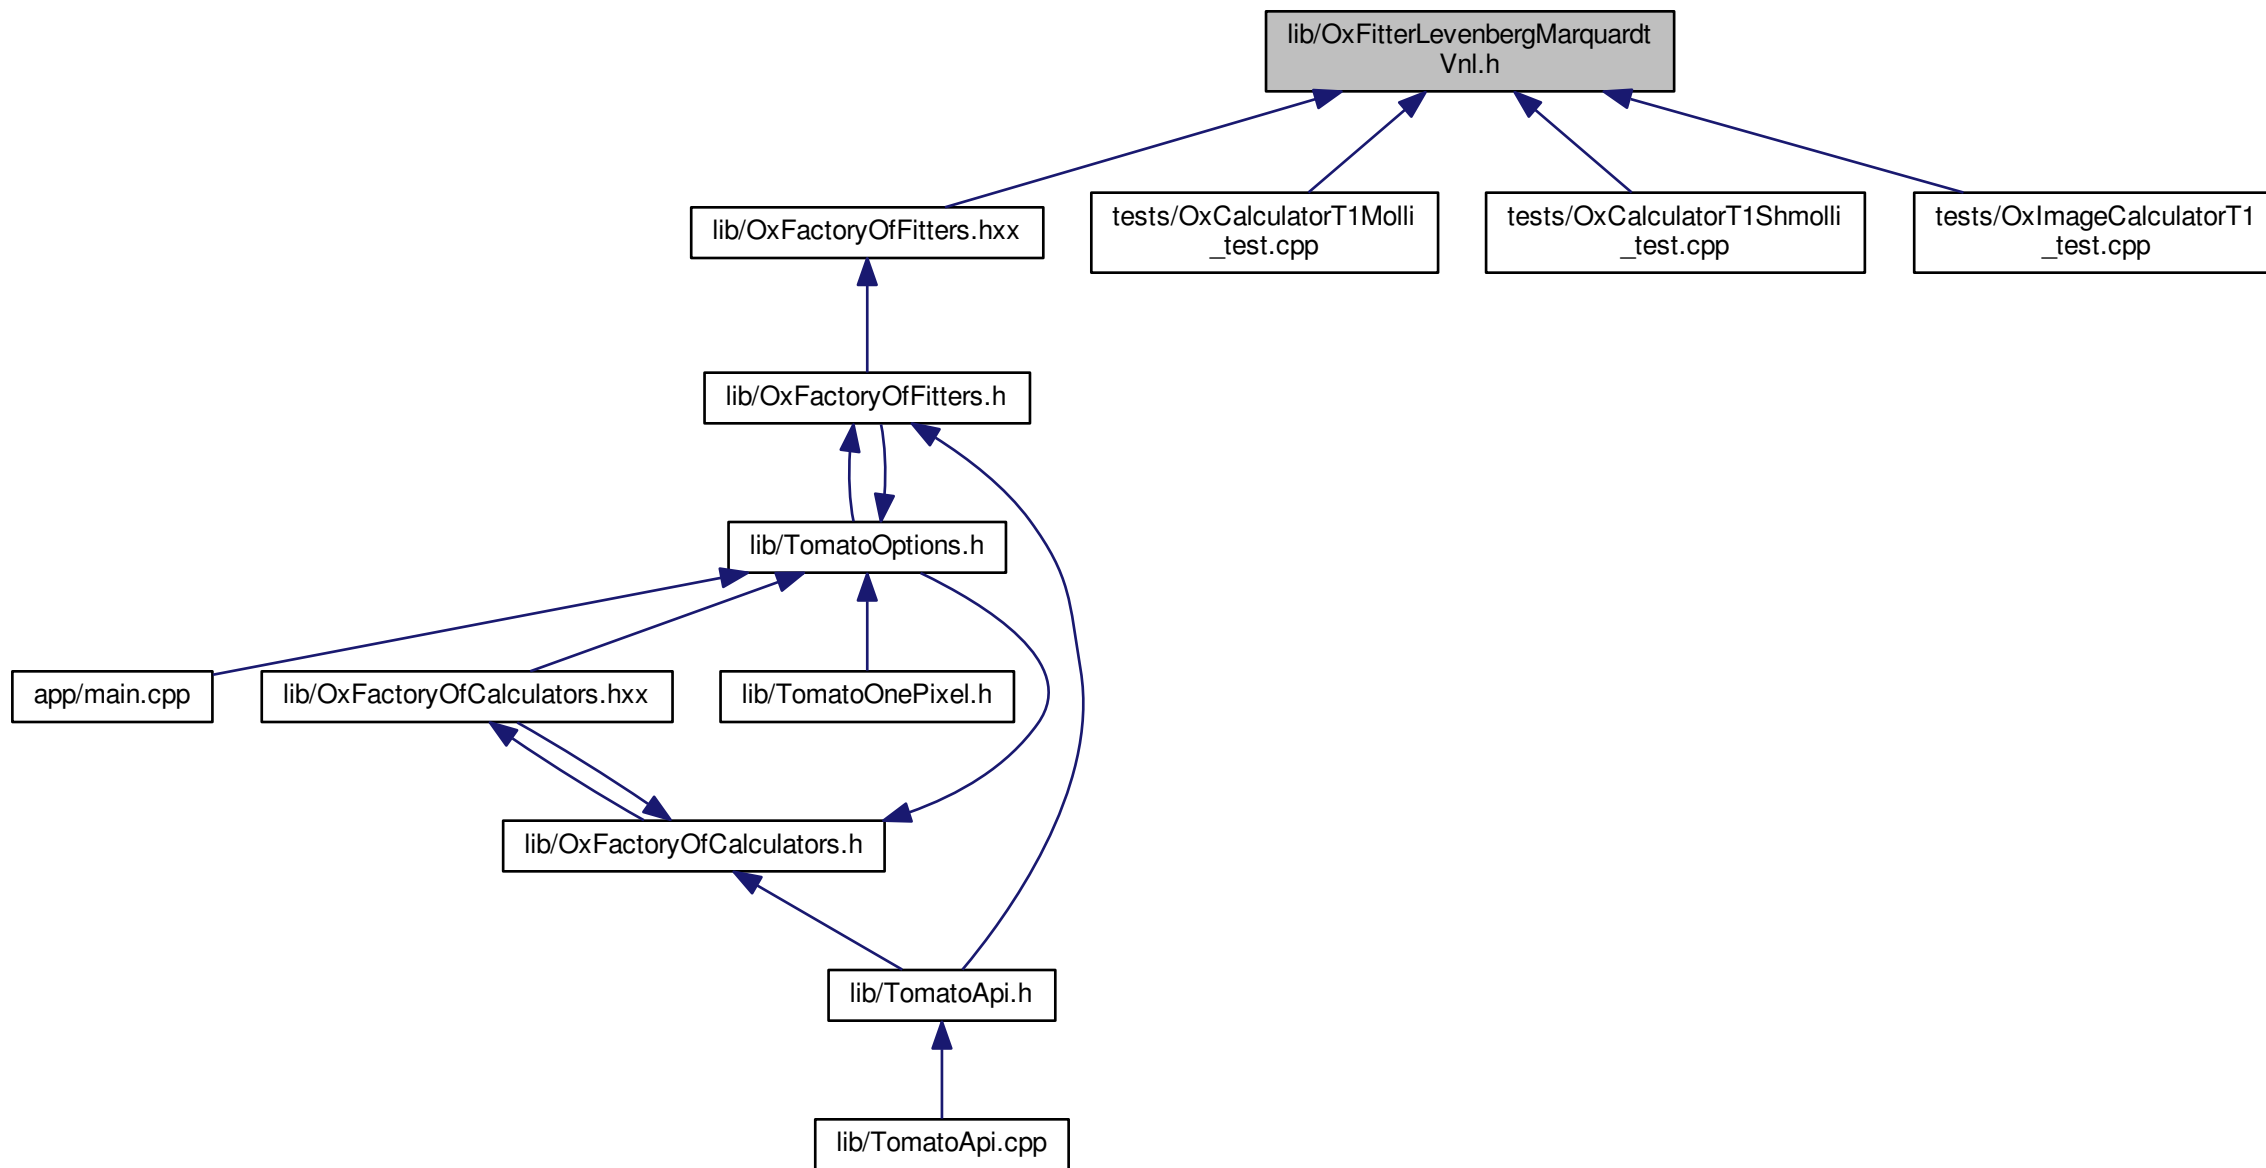 lib/OxFitterLevenbergMarquardt
Vnl.h
lib/OxFactoryOfFitters.hxx
tests/OxCalculatorT1Molli
_test.cpp
tests/OxCalculatorT1Shmolli
_test.cpp
tests/OxImageCalculatorT1
_test.cpp
lib/OxFactoryOfFitters.h
lib/TomatoOptions.h
app/main.cpp
lib/OxFactoryOfCalculators.hxx
lib/TomatoOnePixel.h
lib/OxFactoryOfCalculators.h
lib/TomatoApi.h
lib/TomatoApi.cpp